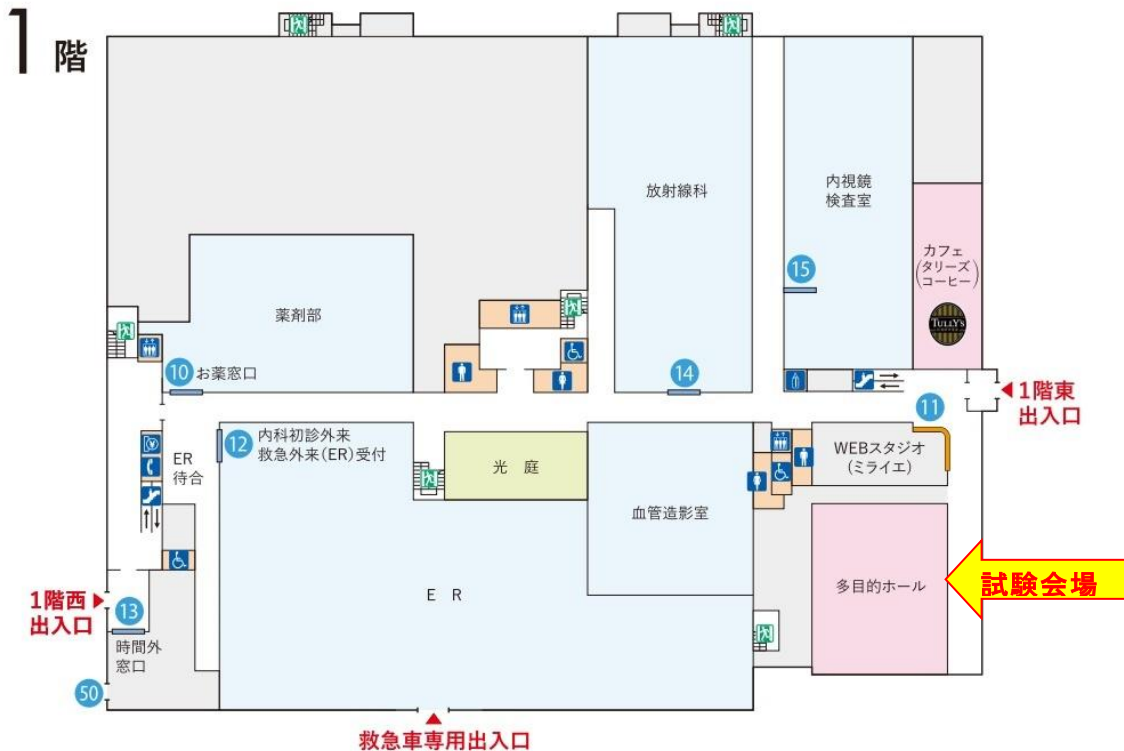 1階
放射線科
内視鏡
検査室
カフェ
(タリーズ
コーヒー)
TULLY'S
15
薬剤部
10 お薬窓口
14
1階東
出入口
11
12 内科初診外来
救急外来(ER)受付
ER
待合
光 庭
WEBスタジオ
(ミライエ)
血管造影室
多目的ホール
試験会場
E R
1階西
出入口
13
時間外
窓口
50
救急車専用出入口